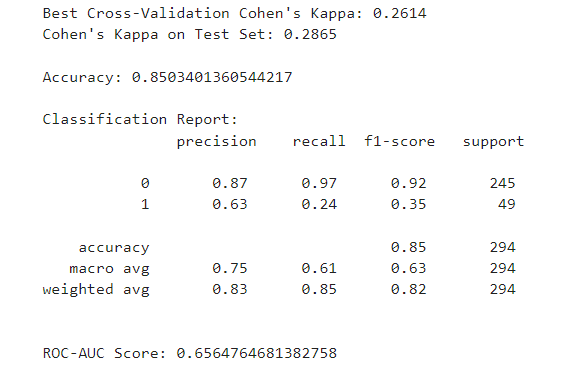 Best Cross-Validation Cohen's Kappa: 0.2614
Cohen's Kappa on Test Set: 0.2865
Accuracy: 0.8503401360544217
Classification Report:
precision recall f1-score support
0 0.87 0.97 0.92 245
1 0.63 0.24 0.35 49
accuracy 0.85 294
macro avg 0.75 0.61 0.63 294
weighted avg 0.83 0.85 0.82 294
ROC-AUC Score: 0.6564764681382758